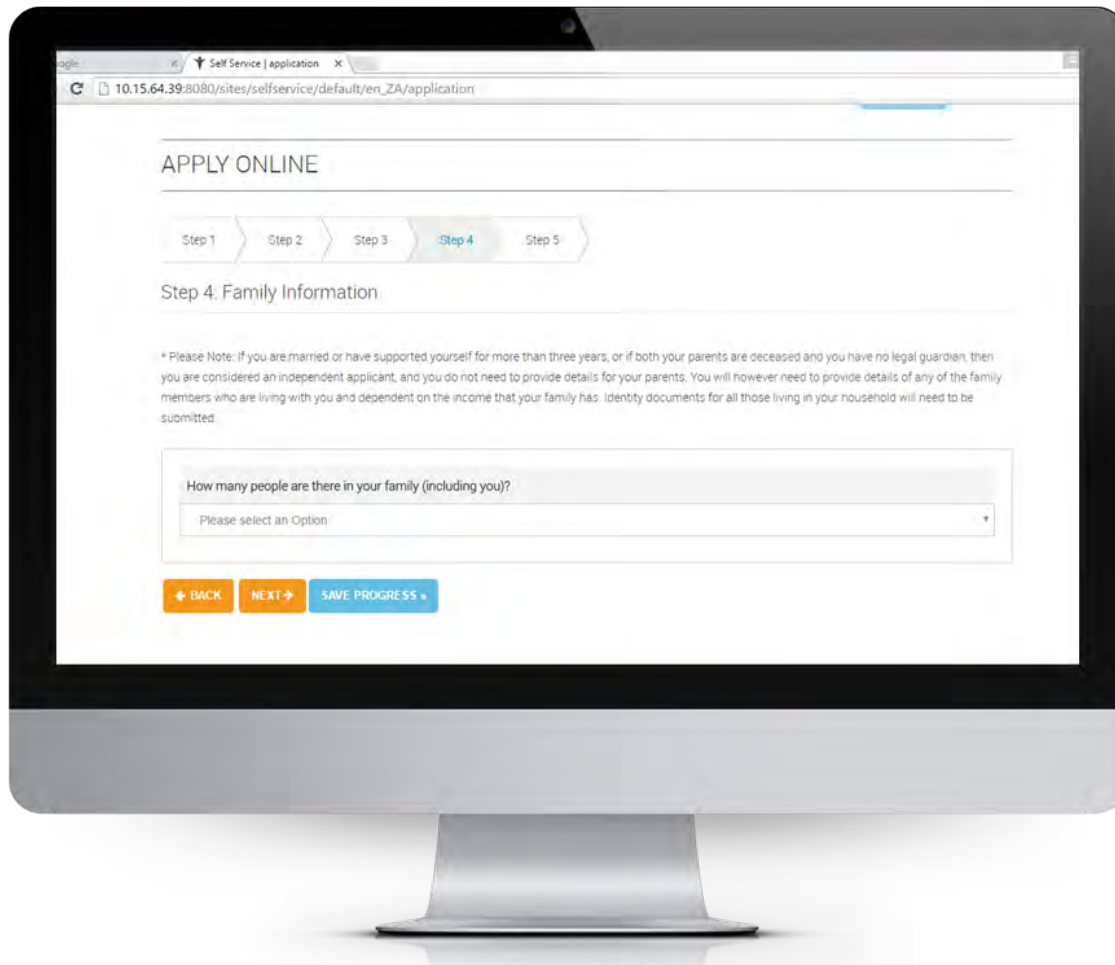 ogle
Self Service | application
10.15.64.39:8080/sites/selfservice/default/en_ZA/application
APPLY ONLINE
Step 1 Step 2 Step 3 Step 4 Step 5
Step 4: Family Information
* Please Note: If you are married or have supported yourself for more than three years, or if both your parents are deceased and you have no legal guardian, then
you are considered an independent applicant, and you do not need to provide details for your parents. You will however need to provide details of any of the family
members who are living with you and dependent on the income that your family has. Identity documents for all those living in your household will need to be
submitted.
How many people are there in your family (including you)?
Please select an Option
BACK NEXT SAVE PROGRESS »